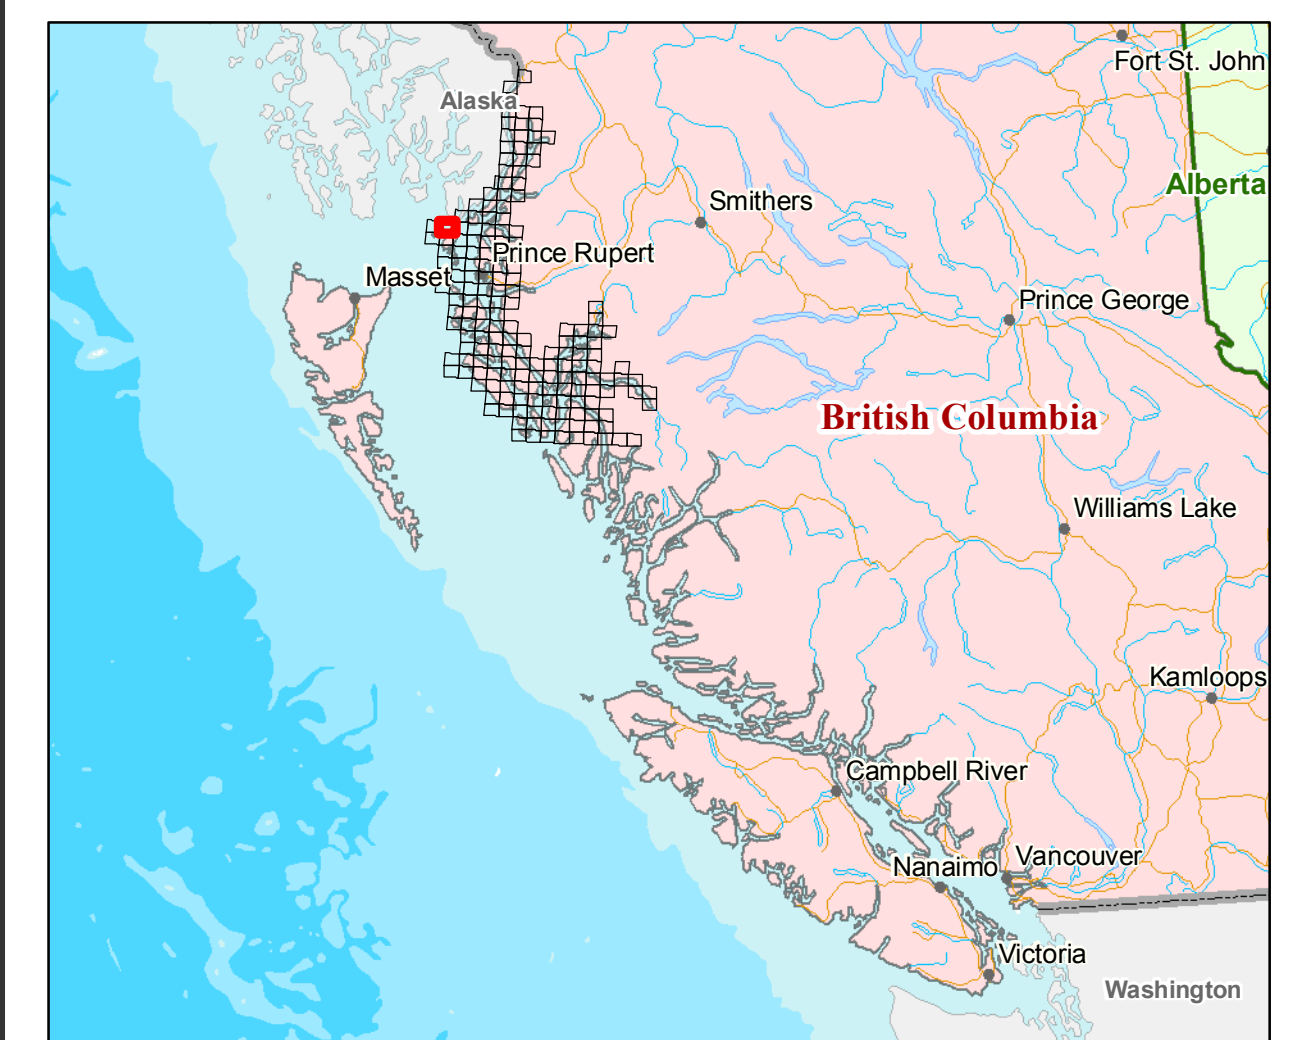 Fort St. John
Alaska
Alberta
Smithers
Prince Rupert
Masset
Prince George
British Columbia
Williams Lake
Kamloops
Campbell River
Vancouver
Nanaimo
Victoria
Washington